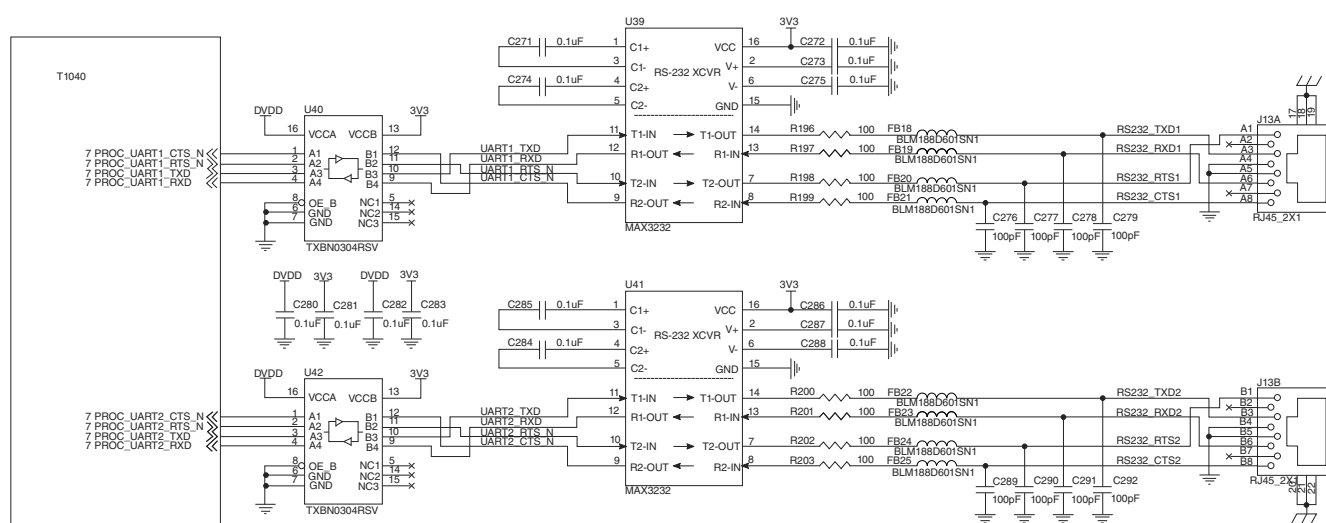 T1040
7 PROC_UART1_CTS_N
7 PROC_UART1_RTS_N
7 PROC_UART1_TXD
7 PROC_UART1_RXD
DVDD
U40
3V3
16 VCCA VCCB 13
1 A1 B1 12
2 A2 B2 11
3 A3 B3 10
4 A4 B4 9
8 OE_B NC1 5
6 GND NC2 14
7 GND NC3 15
TXBN0304RSV
UART1_TXD
UART1_RXD
UART1_RTS_N
UART1_CTS_N
C271 0.1uF
C274 0.1uF
U39
3V3
1 C1+ VCC 16
3 C1- V+ 2
RS-232 XCVR
4 C2+ V- 6
5 C2- GND 15
11 T1-IN T1-OUT 14
12 R1-OUT R1-IN 13
10 T2-IN T2-OUT 7
9 R2-OUT R2-IN 8
MAX3232
C272 0.1uF
C273 0.1uF
C275 0.1uF
R196 100 FB18
BLM188D601SN1
R197 100 FB19
BLM188D601SN1
R198 100 FB20
BLM188D601SN1
R199 100 FB21
BLM188D601SN1
RS232_TXD1
RS232_RXD1
RS232_RTS1
RS232_CTS1
C276 C277 C278 C279
100pF 100pF 100pF 100pF
17
18
19
J13A
A1
A2
A3
A4
A5
A6
A7
A8
RJ45_2X1
DVDD 3V3 DVDD 3V3
C280 C281 C282 C283
0.1uF 0.1uF 0.1uF 0.1uF
7 PROC_UART2_CTS_N
7 PROC_UART2_RTS_N
7 PROC_UART2_TXD
7 PROC_UART2_RXD
DVDD
U42
3V3
16 VCCA VCCB 13
1 A1 B1 12
2 A2 B2 11
3 A3 B3 10
4 A4 B4 9
8 OE_B NC1 5
6 GND NC2 14
7 GND NC3 15
TXBN0304RSV
UART2_TXD
UART2_RXD
UART2_RTS_N
UART2_CTS_N
C285 0.1uF
C284 0.1uF
U41
3V3
1 C1+ VCC 16
3 C1- V+ 2
RS-232 XCVR
4 C2+ V- 6
5 C2- GND 15
11 T1-IN T1-OUT 14
12 R1-OUT R1-IN 13
10 T2-IN T2-OUT 7
9 R2-OUT R2-IN 8
MAX3232
C286 0.1uF
C287 0.1uF
C288 0.1uF
R200 100 FB22
BLM188D601SN1
R201 100 FB23
BLM188D601SN1
R202 100 FB24
BLM188D601SN1
R203 100 FB25
BLM188D601SN1
RS232_TXD2
RS232_RXD2
RS232_RTS2
RS232_CTS2
C289 C290 C291 C292
100pF 100pF 100pF 100pF
J13B
B1
B2
B3
B4
B5
B6
B7
B8
RJ45_2X1
20
21
22